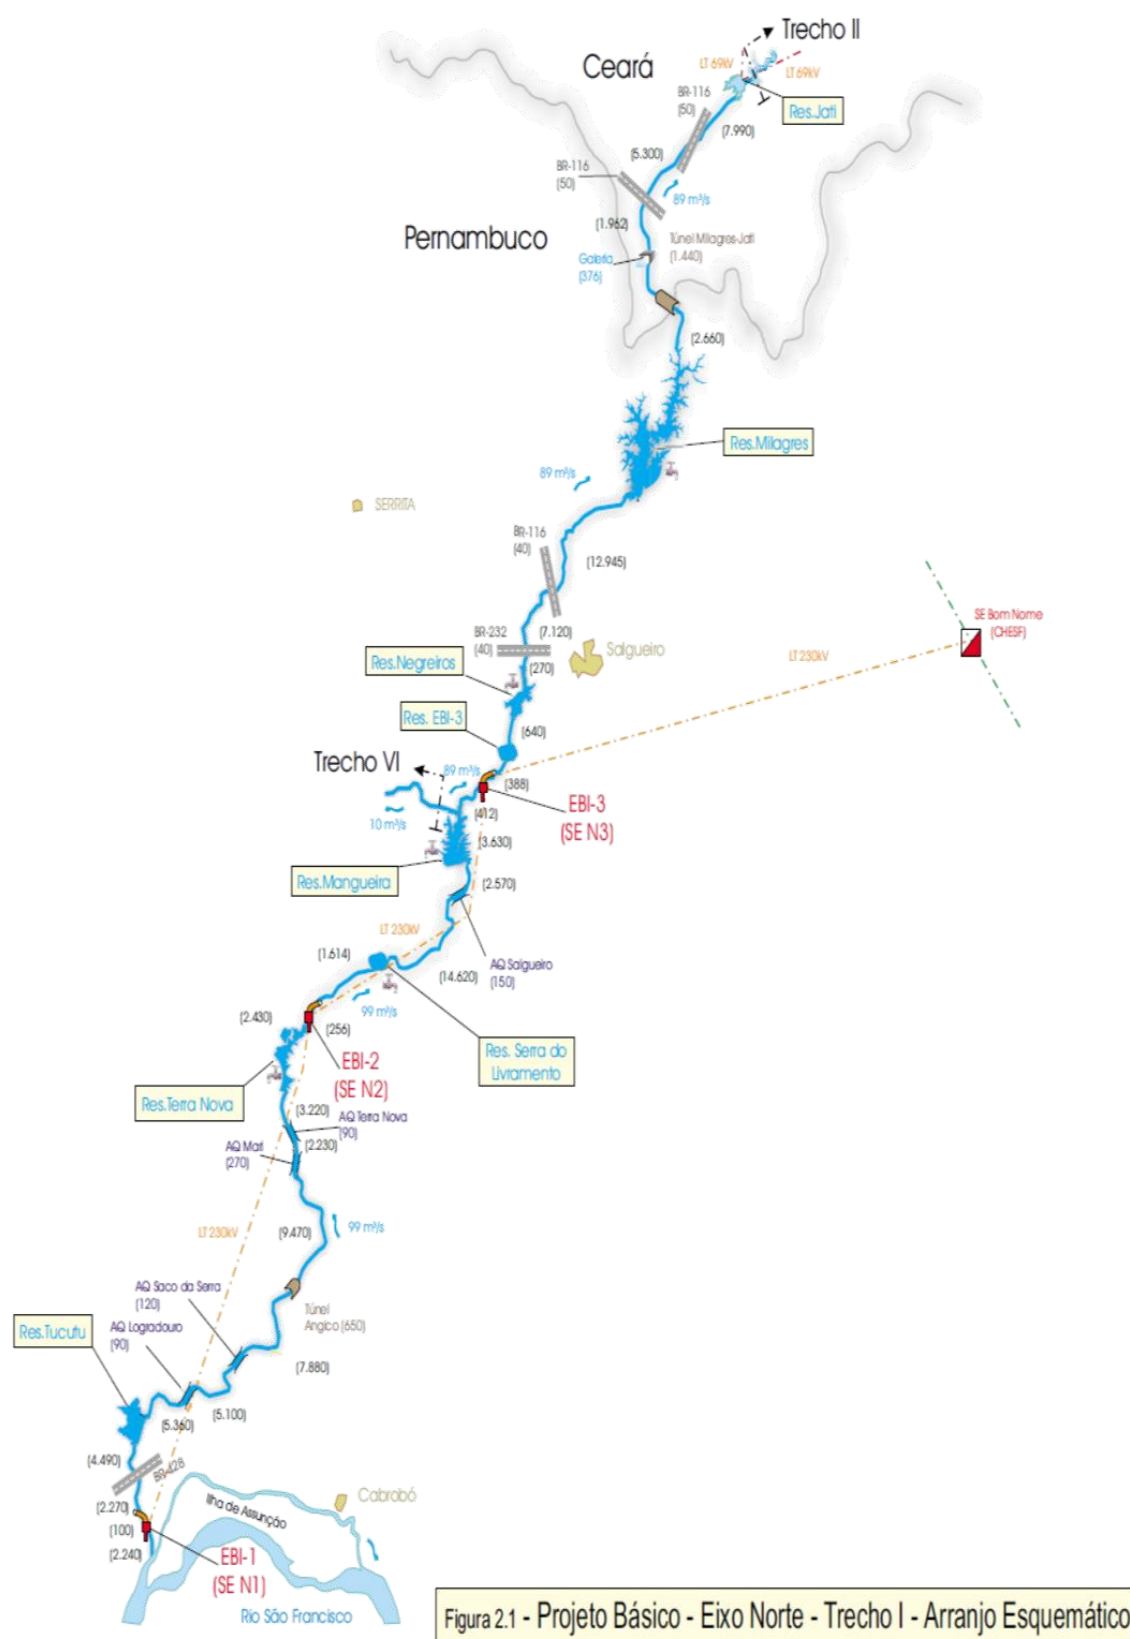 Trecho II
Ceará
LT 69kV
LT 69kV
BR-116
(50)
Res.Jati
(7.990)
(5.300)
BR-116
(50)
89 m³/s
(1.962)
Pernambuco
Túnel Milagres-Jati
(1.440)
Galeria
(376)
(2.660)
Res.Milagres
89 m³/s
SERRITA
BR-116
(40)
(12.945)
SE Bom Nome
(CHESF)
BR-232
(40)
(7.120)
Salgueiro
LT 230kV
Res.Negreiros
(270)
Res. EBI-3
(640)
Trecho VI
89 m³/s
(388)
EBI-3
(SE N3)
(412)
10 m³/s
(3.630)
Res.Mangueira
(2.570)
LT 230kV
(1.614)
AQ Salgueiro
(150)
(14.620)
99 m³/s
(2.430)
(256)
EBI-2
(SE N2)
Res. Serra do
Livramento
Res.Terra Nova
(3.220)
AQ Terra Nova
(90)
(2.230)
AQ Mari
(270)
LT 230kV
(9.470)
99 m³/s
AQ Saco da Serra
(120)
Túnel
Angico (650)
AQ Logradouro
(90)
Res.Tucutu
(7.880)
(5.360)
(5.100)
(4.490)
BR-428
Cabrobó
(2.270)
Ilha de Assunção
(100)
(2.240)
EBI-1
(SE N1)
Rio São Francisco
Figura 2.1 - Projeto Básico - Eixo Norte - Trecho I - Arranjo Esquemático